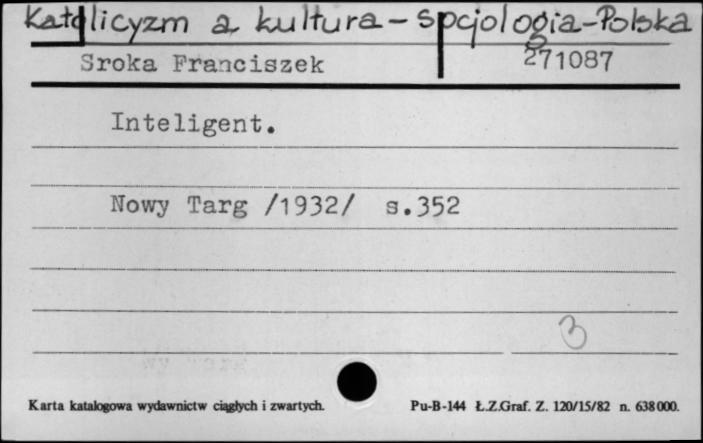 Katolicyzm a kultura - socjologia - Polska
Sroka Franciszek 271087
Inteligent.
Nowy Targ /1932/ s.352
3
Karta katalogowa wydawnictw ciągłych i zwartych. Pu-B-144 Ł.Z.Graf. Z. 120/15/82 n. 638000.